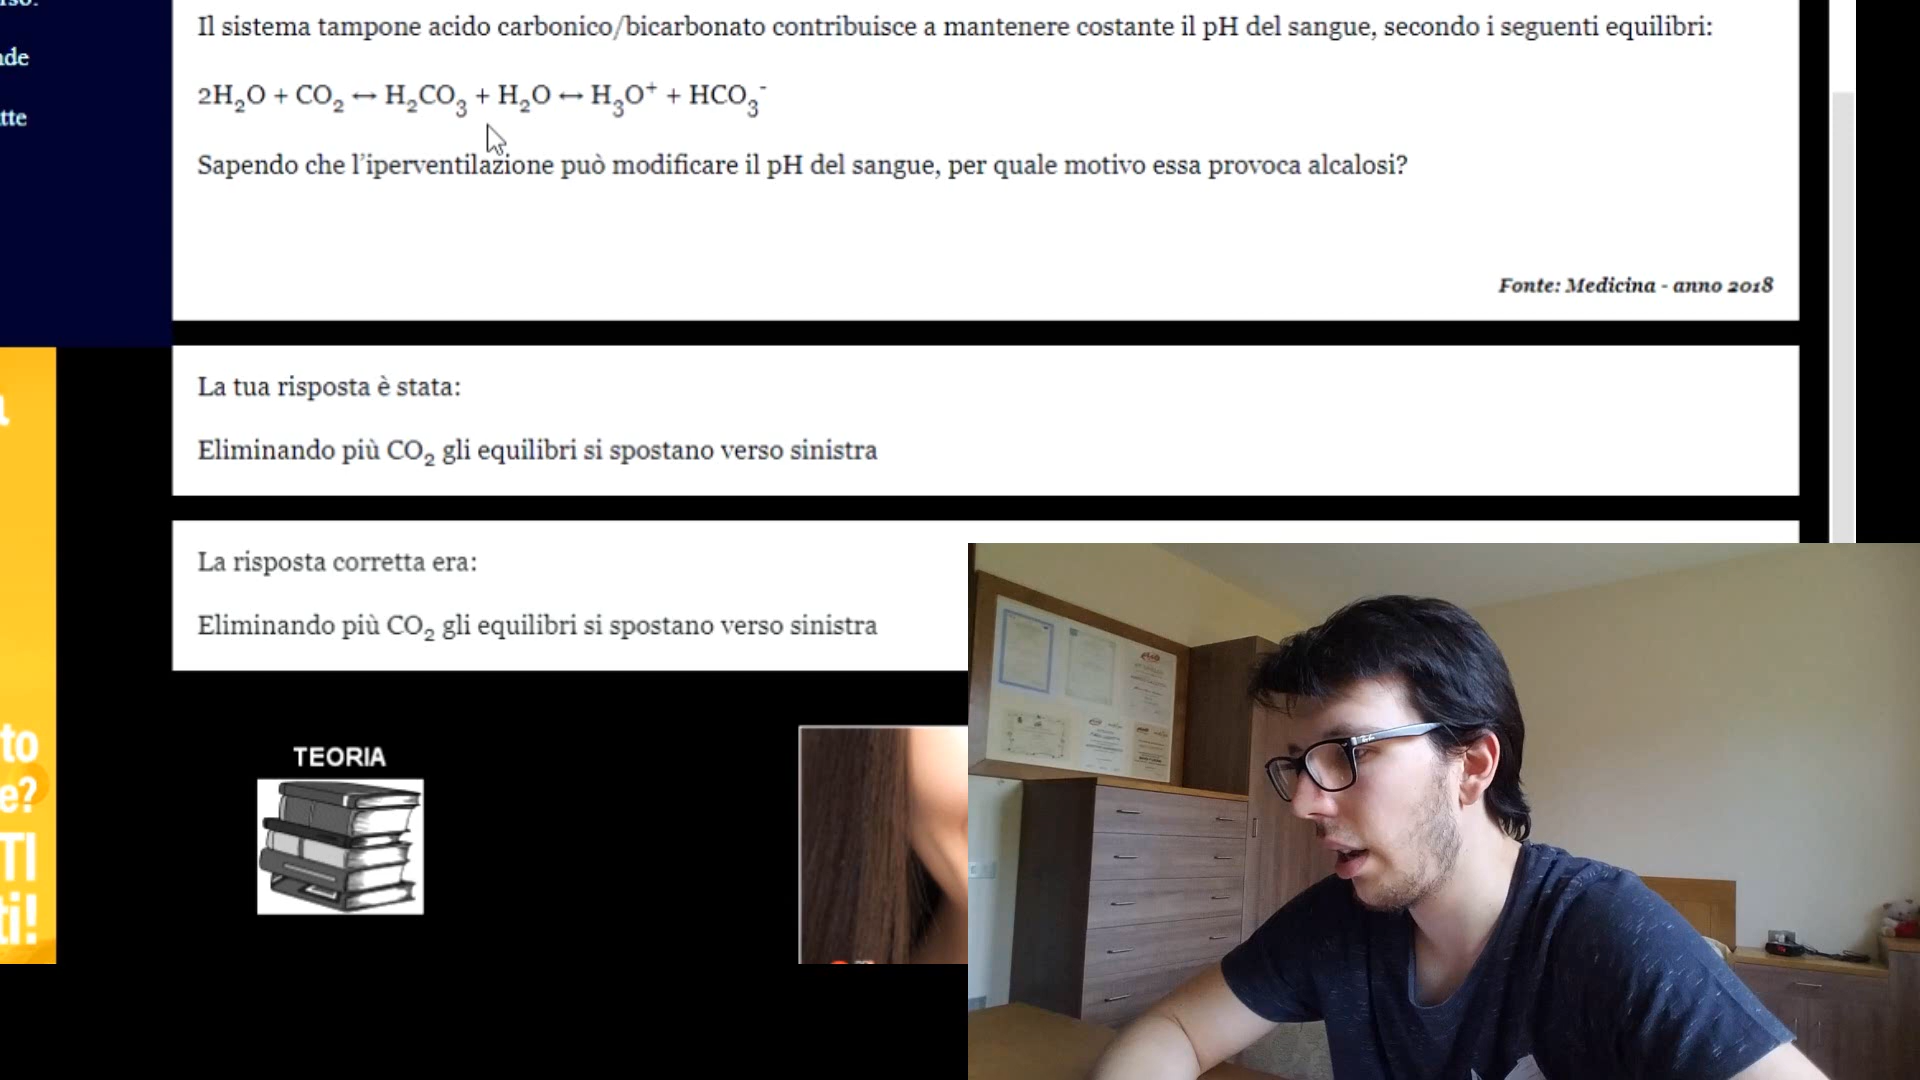 nde
tte
Il sistema tampone acido carbonico/bicarbonato contribuisce a mantenere costante il pH del sangue, secondo i seguenti equilibri:
2H₂O + CO₂ ↔ H₂CO₃ + H₂O ↔ H₃O⁺ + HCO₃⁻
Sapendo che l’iperventilazione può modificare il pH del sangue, per quale motivo essa provoca alcalosi?
Fonte: Medicina - anno 2018
La tua risposta è stata:
Eliminando più CO₂ gli equilibri si spostano verso sinistra
La risposta corretta era:
Eliminando più CO₂ gli equilibri si spostano verso sinistra
TEORIA
to
e?
TI
ti!